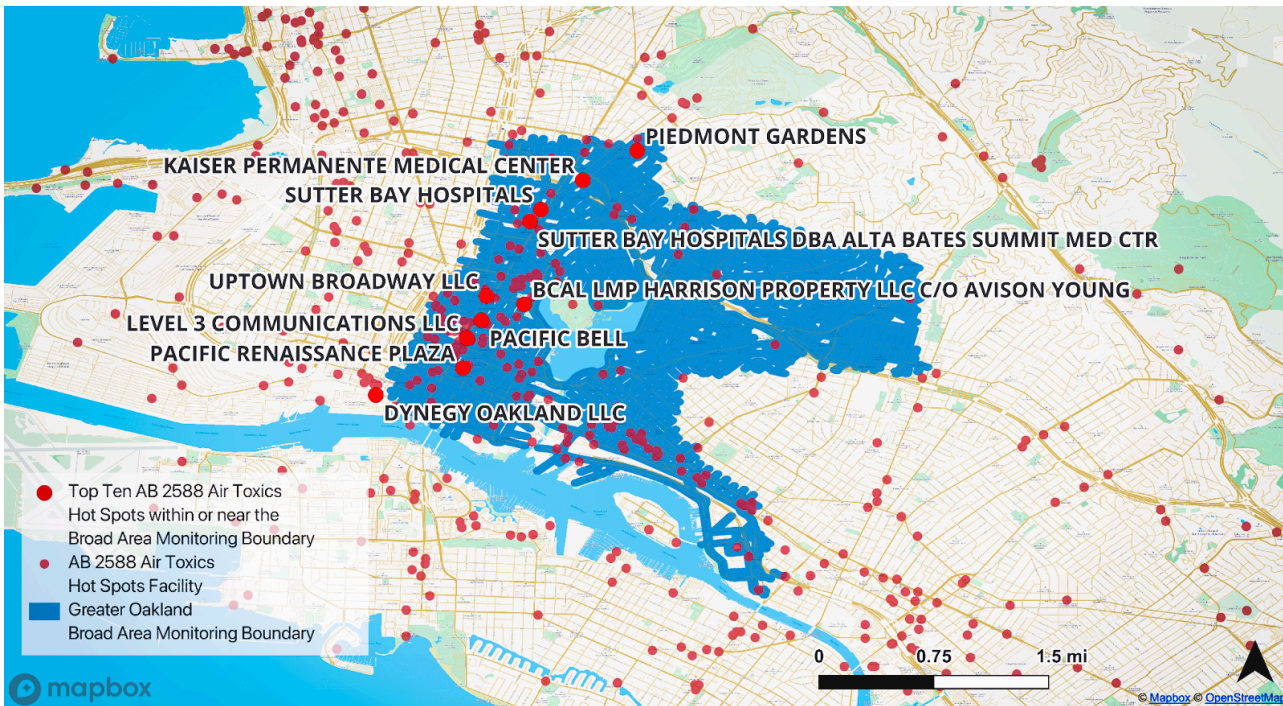 PIEDMONT GARDENS
KAISER PERMANENTE MEDICAL CENTER
SUTTER BAY HOSPITALS
SUTTER BAY HOSPITALS DBA ALTA BATES SUMMIT MED CTR
UPTOWN BROADWAY LLC
BCAL LMP HARRISON PROPERTY LLC C/O AVISON YOUNG
LEVEL 3 COMMUNICATIONS LLC
PACIFIC BELL
PACIFIC RENAISSANCE PLAZA
DYNEGY OAKLAND LLC
Top Ten AB 2588 Air Toxics
Hot Spots within or near the
Broad Area Monitoring Boundary
AB 2588 Air Toxics
Hot Spots Facility
Greater Oakland
Broad Area Monitoring Boundary
0 0.75 1.5 mi
mapbox
© Mapbox © OpenStreetMap